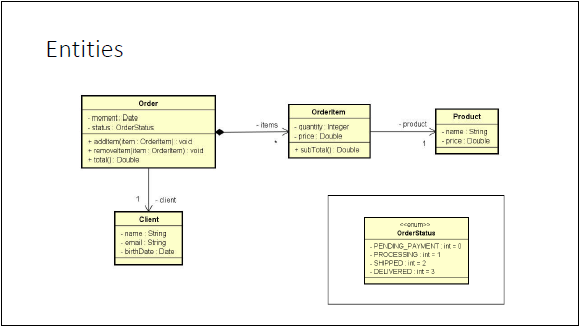 Entities
Order
- moment : Date
- status : OrderStatus
+ addItem(item : OrderItem) : void
+ removeItem(item : OrderItem) : void
+ total() : Double
- items
*
OrderItem
- quantity : Integer
- price : Double
+ subTotal() : Double
- product
1
Product
- name : String
- price : Double
1
- client
Client
- name : String
- email : String
- birthDate : Date
<<enum>>
OrderStatus
- PENDING_PAYMENT : int = 0
- PROCESSING : int = 1
- SHIPPED : int = 2
- DELIVERED : int = 3